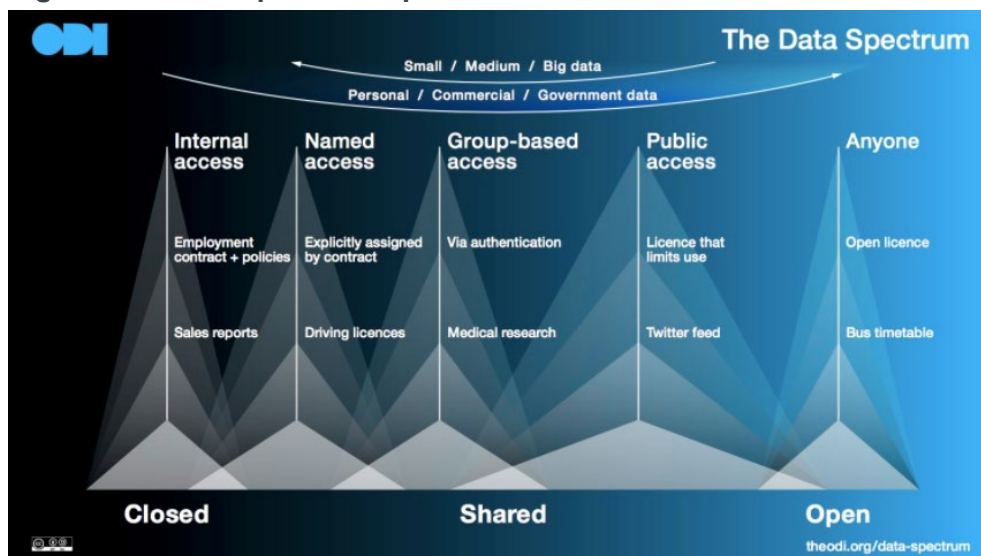 ODI
The Data Spectrum
Small / Medium / Big data
Personal / Commercial / Government data
Internal
access
Named
access
Group-based
access
Public
access
Anyone
Employment
contract + policies
Explicitly assigned
by contract
Via authentication
Licence that
limits use
Open licence
Sales reports
Driving licences
Medical research
Twitter feed
Bus timetable
Closed
Shared
Open
theodi.org/data-spectrum